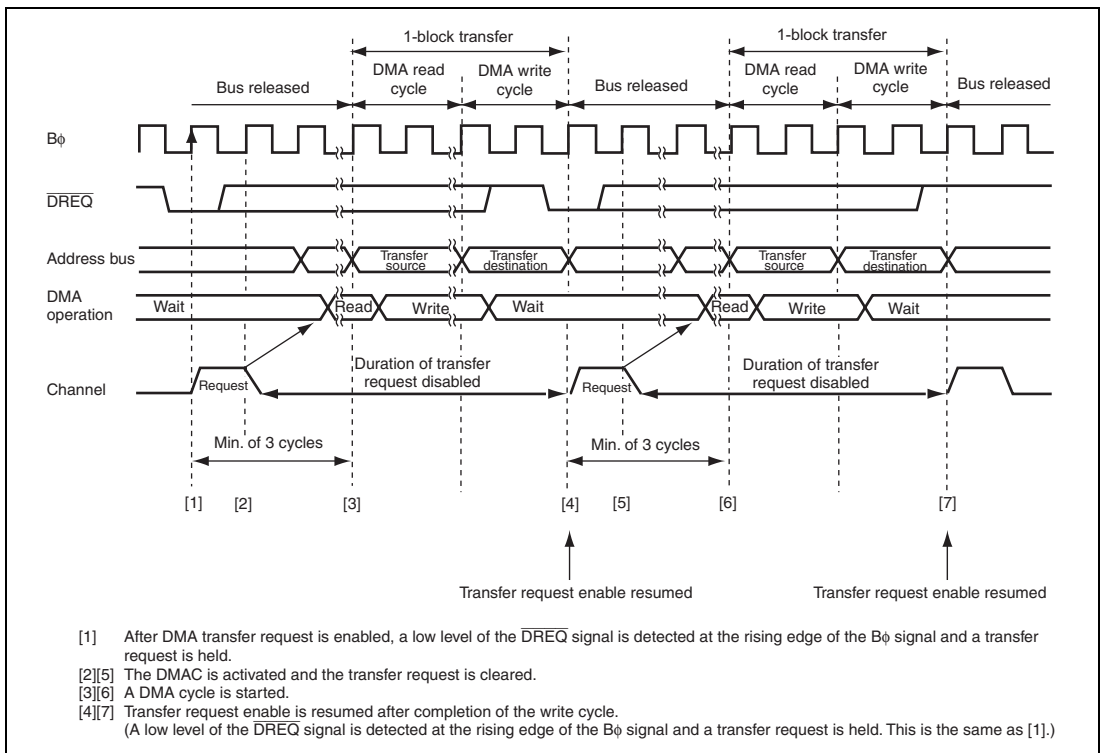 1-block transfer 1-block transfer
Bus released DMA read cycle DMA write cycle Bus released DMA read cycle DMA write cycle Bus released
Bφ
DREQ
Address bus Transfer source Transfer destination Transfer source Transfer destination
DMA operation Wait Read Write Wait Read Write Wait
Channel Request Duration of transfer request disabled Request Duration of transfer request disabled
Min. of 3 cycles Min. of 3 cycles
[1] [2] [3] [4] [5] [6] [7]
Transfer request enable resumed Transfer request enable resumed
[1] After DMA transfer request is enabled, a low level of the DREQ signal is detected at the rising edge of the Bφ signal and a transfer
request is held.
[2][5] The DMAC is activated and the transfer request is cleared.
[3][6] A DMA cycle is started.
[4][7] Transfer request enable is resumed after completion of the write cycle.
(A low level of the DREQ signal is detected at the rising edge of the Bφ signal and a transfer request is held. This is the same as [1].)